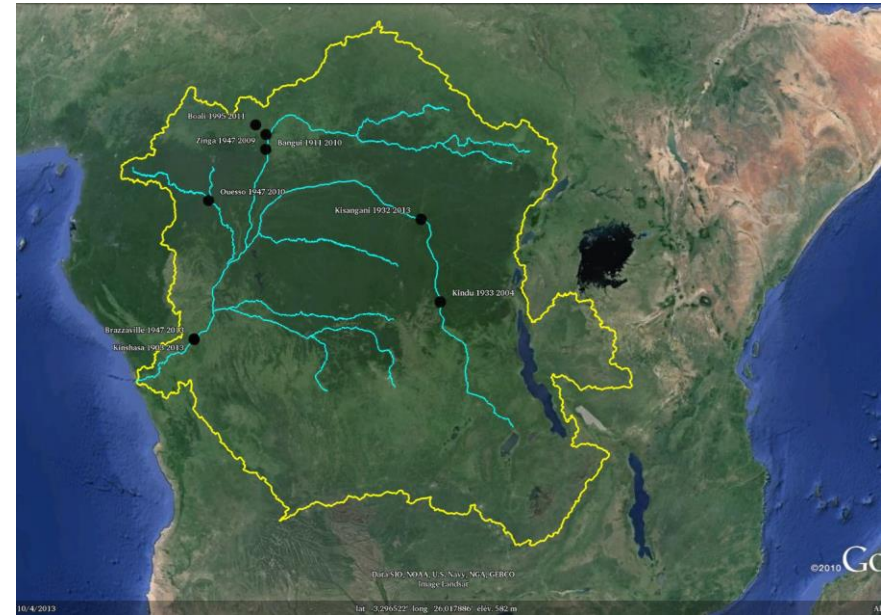 Boali 1995 2011
Zinga 1947 2009
Bangui 1911 2010
Ouesso 1947 2010
Kisangani 1932 2013
Kindu 1933 2004
Brazzaville 1947 2013
Kinshasa 1903 2013
Data SIO, NOAA, U.S. Navy, NGA, GEBCO
Image Landsat
©2010 Go
10/4/2013
lat -3.296522° long 26.017886° elev 582 m